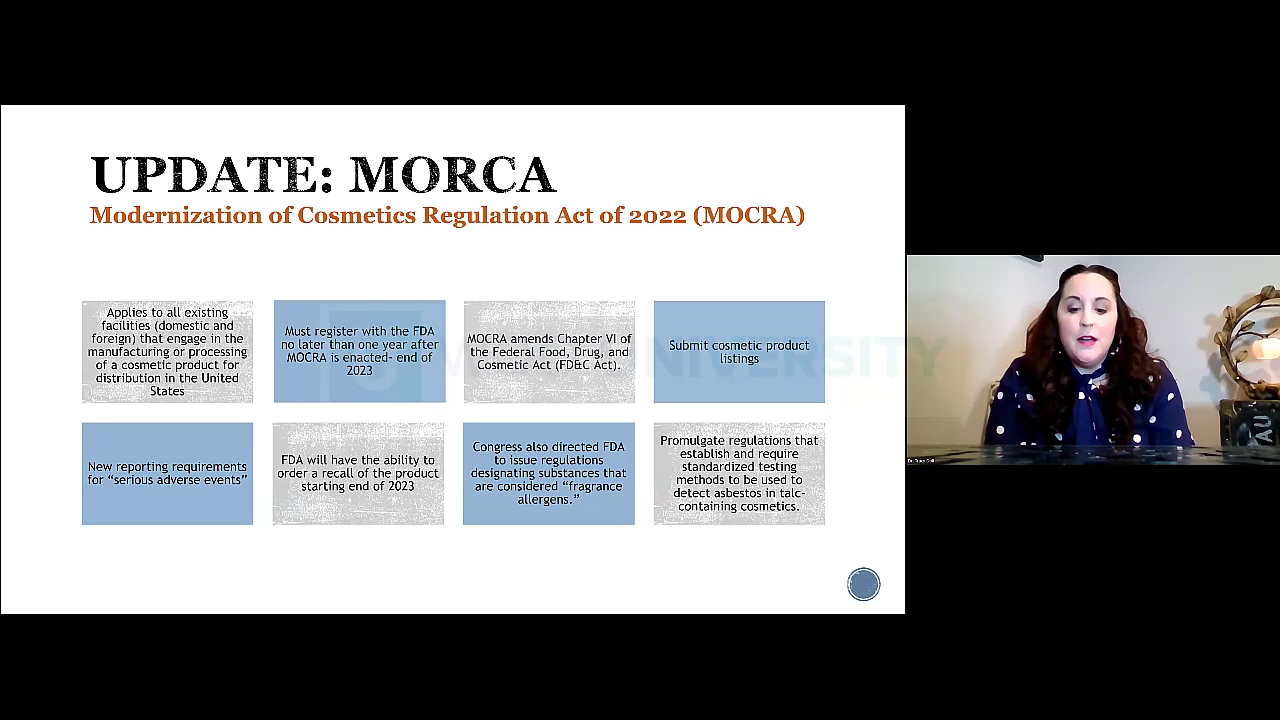 UPDATE: MORCA
Modernization of Cosmetics Regulation Act of 2022 (MOCRA)
Applies to all existing
facilities (domestic and
foreign) that engage in the
manufacturing or processing
of a cosmetic product for
distribution in the United
States
Must register with the FDA
no later than one year after
MOCRA is enacted- end of
2023
MOCRA amends Chapter VI of
the Federal Food, Drug, and
Cosmetic Act (FD&C Act).
Submit cosmetic product
listings
New reporting requirements
for “serious adverse events”
FDA will have the ability to
order a recall of the product
starting end of 2023
Congress also directed FDA
to issue regulations
designating substances that
are considered “fragrance
allergens.”
Promulgate regulations that
establish and require
standardized testing
methods to be used to
detect asbestos in talc-
containing cosmetics.
UNIVERSITY
AU